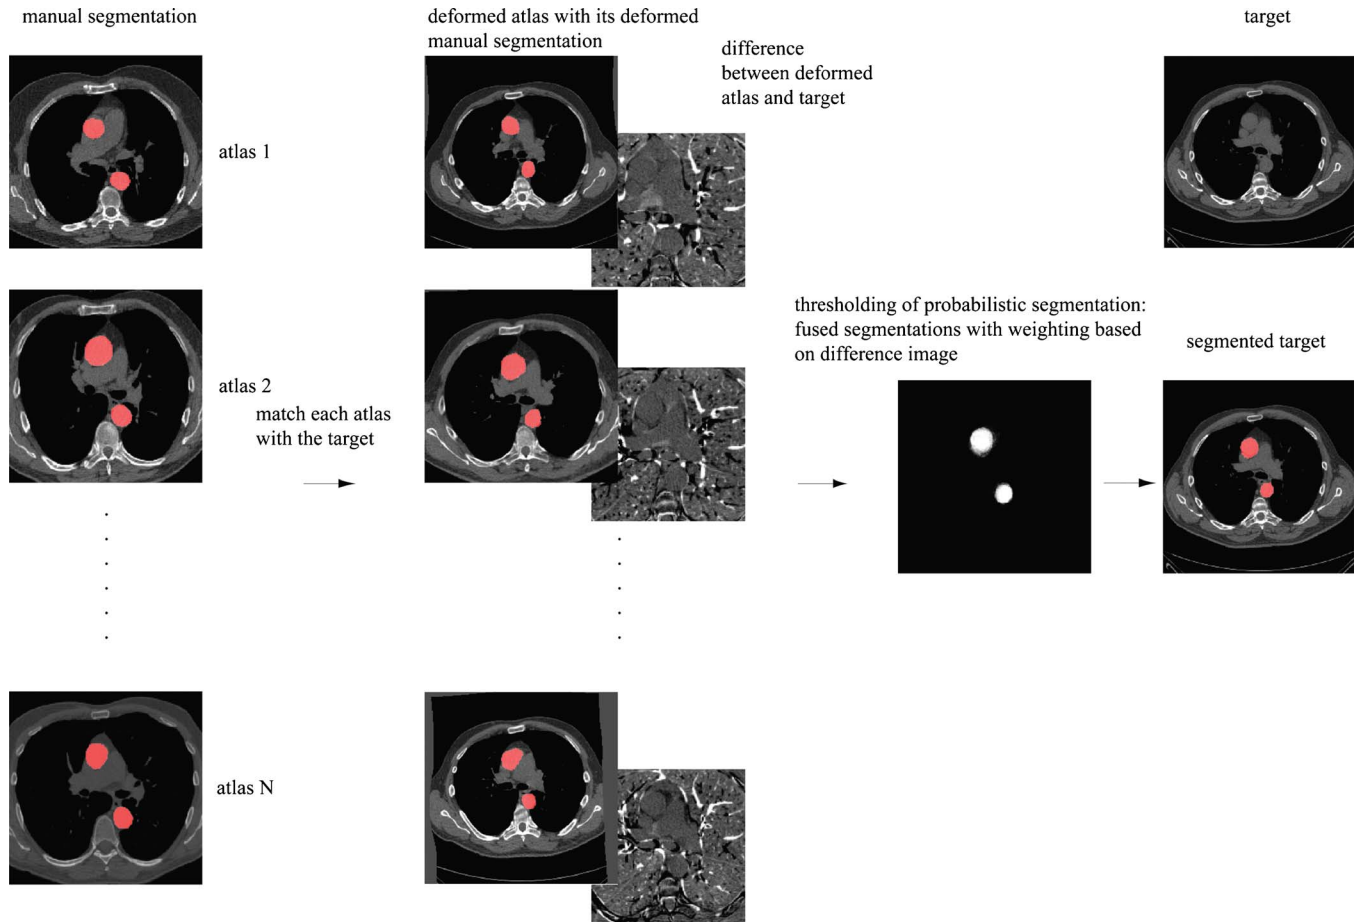 manual segmentation
deformed atlas with its deformed
manual segmentation
difference
between deformed
atlas and target
target
atlas 1
atlas 2
match each atlas
with the target
thresholding of probabilistic segmentation:
fused segmentations with weighting based
on difference image
segmented target
atlas N